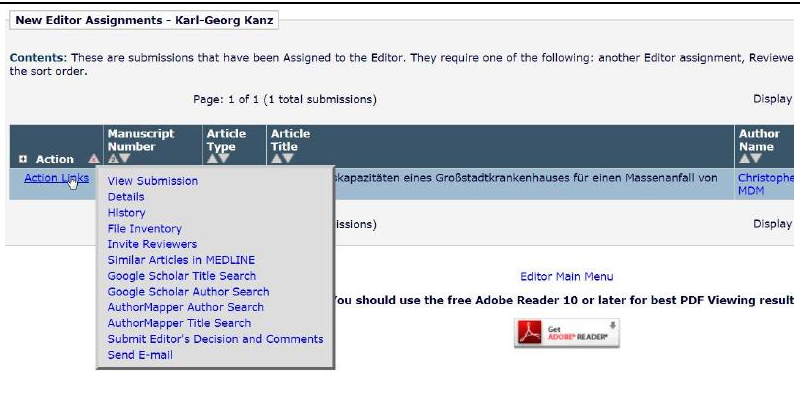 New Editor Assignments - Karl-Georg Kanz
Contents: These are submissions that have been Assigned to the Editor. They require one of the following: another Editor assignment, Reviewe
the sort order.
Page: 1 of 1 (1 total submissions)
Display
Action
Manuscript Number
Article Type
Article Title
Author Name
Action Links
skapazitäten eines Großstadtkrankenhauses für einen Massenanfall von
Christophe
MDM
View Submission
Details
History
File Inventory
Invite Reviewers
Similar Articles in MEDLINE
Google Scholar Title Search
Google Scholar Author Search
AuthorMapper Author Search
AuthorMapper Title Search
Submit Editor's Decision and Comments
Send E-mail
issions)
Display
Editor Main Menu
You should use the free Adobe Reader 10 or later for best PDF Viewing result
Get
ADOBE® READER®